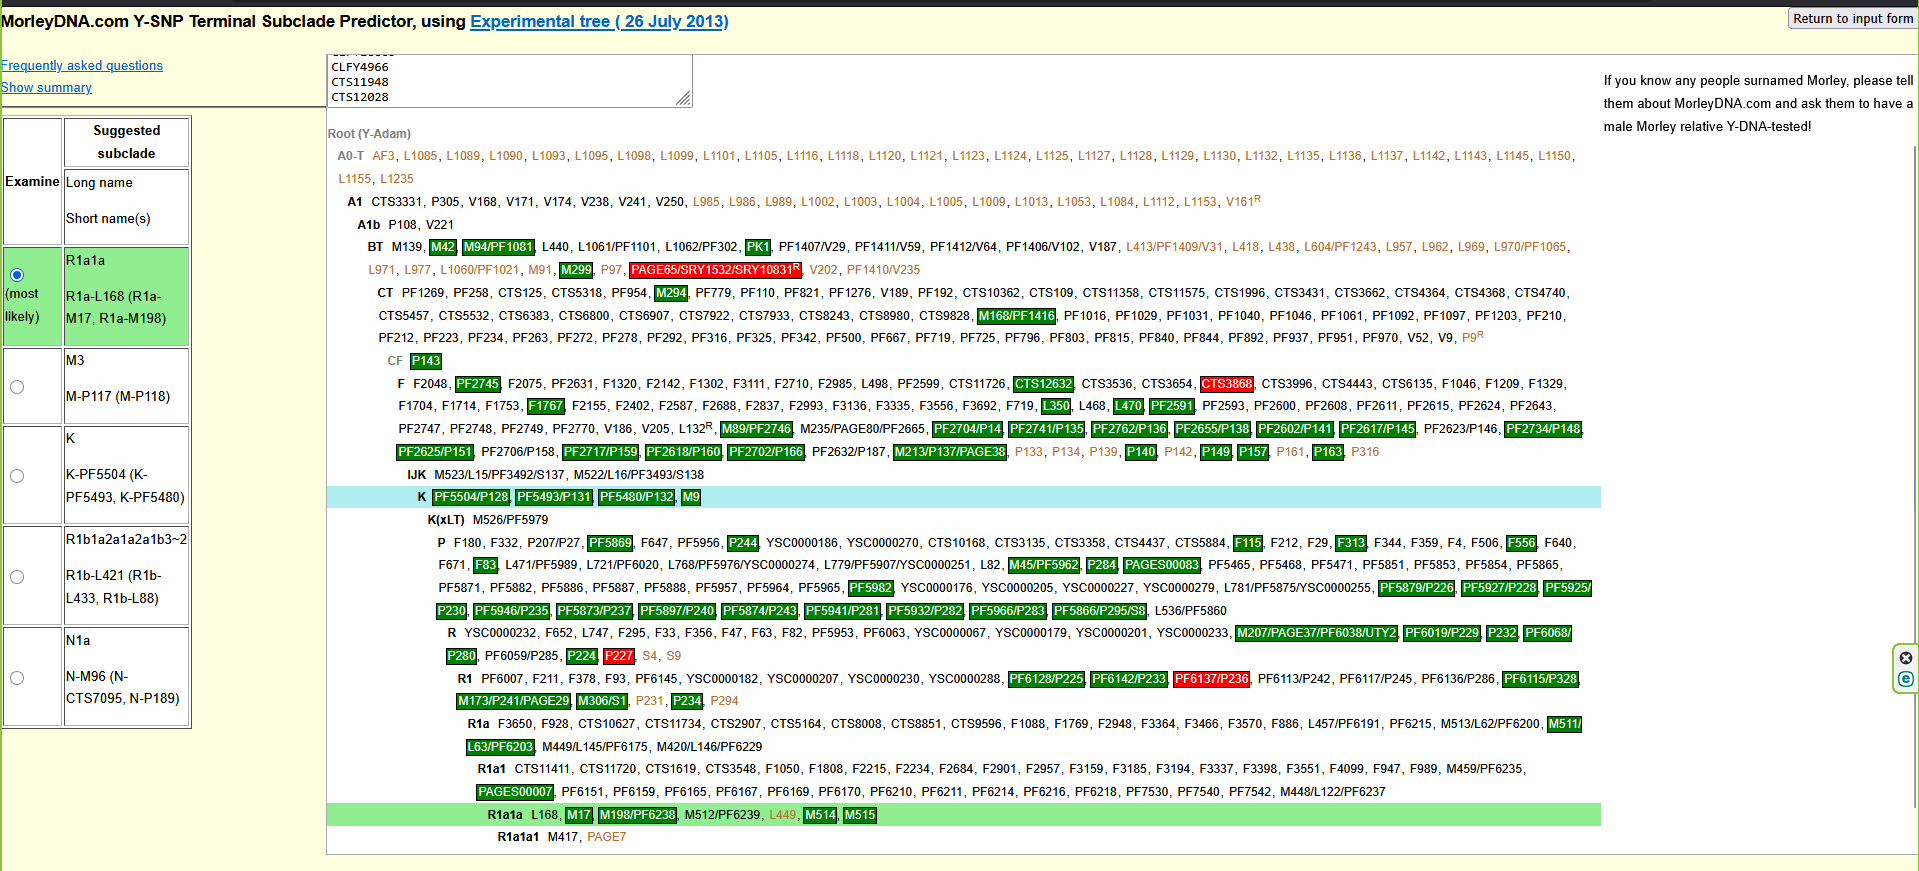 MorleyDNA.com Y-SNP Terminal Subclade Predictor, using Experimental tree ( 26 July 2013)
Return to input form
Frequently asked questions
Show summary
Examine
Suggested
subclade
Long name
Short name(s)
(most
likely)
R1a1a
R1a-L168 (R1a-
M17, R1a-M198)
M3
M-P117 (M-P118)
K
K-PF5504 (K-
PF5493, K-PF5480)
R1b1a2a1a2a1b3~2
R1b-L421 (R1b-
L433, R1b-L88)
N1a
N-M96 (N-
CTS7095, N-P189)
CLFY4966
CTS11948
CTS12028
Root (Y-Adam)
A0-T AF3, L1085, L1089, L1090, L1093, L1095, L1098, L1099, L1101, L1105, L1116, L1118, L1120, L1121, L1123, L1124, L1125, L1127, L1128, L1129, L1130, L1132, L1135, L1136, L1137, L1142, L1143, L1145, L1150,
L1155, L1235
A1 CTS3331, P305, V168, V171, V174, V238, V241, V250, L985, L986, L989, L1002, L1003, L1004, L1005, L1009, L1013, L1053, L1084, L1112, L1153, V161R
A1b P108, V221
BT M139, M42, M94/PF1081, L440, L1061/PF1101, L1062/PF302, PK1, PF1407/V29, PF1411/V59, PF1412/V64, PF1406/V102, V187, L413/PF1409/V31, L418, L438, L604/PF1243, L957, L962, L969, L970/PF1065,
L971, L977, L1060/PF1021, M91, M299, P97, PAGE65/SRY1532/SRY10831R, V202, PF1410/V235
CT PF1269, PF258, CTS125, CTS5318, PF954, M294, PF779, PF110, PF821, PF1276, V189, PF192, CTS10362, CTS109, CTS11358, CTS11575, CTS1996, CTS3431, CTS3662, CTS4364, CTS4368, CTS4740,
CTS5457, CTS5532, CTS6383, CTS6800, CTS6907, CTS7922, CTS7933, CTS8243, CTS8980, CTS9828, M168/PF1416, PF1016, PF1029, PF1031, PF1040, PF1046, PF1061, PF1092, PF1097, PF1203, PF210,
PF212, PF223, PF234, PF263, PF272, PF278, PF292, PF316, PF325, PF342, PF500, PF667, PF719, PF725, PF796, PF803, PF815, PF840, PF844, PF892, PF937, PF951, PF970, V52, V9, P9R
CF P143
F F2048, PF2745, F2075, PF2631, F1320, F2142, F1302, F3111, F2710, F2985, L498, PF2599, CTS11726, CTS12632, CTS3536, CTS3654, CTS3868, CTS3996, CTS4443, CTS6135, F1046, F1209, F1329,
F1704, F1714, F1753, F1767, F2155, F2402, F2587, F2688, F2837, F2993, F3136, F3335, F3556, F3692, F719, L350, L468, L470, PF2591, PF2593, PF2600, PF2608, PF2611, PF2615, PF2624, PF2643,
PF2747, PF2748, PF2749, PF2770, V186, V205, L132R, M89/PF2746, M235/PAGE80/PF2665, PF2704/P14, PF2741/P135, PF2762/P136, PF2655/P138, PF2602/P141, PF2617/P145, PF2623/P146, PF2734/P148,
PF2625/P151, PF2706/P158, PF2717/P159, PF2618/P160, PF2702/P166, PF2632/P187, M213/P137/PAGE38, P133, P134, P139, P140, P142, P149, P157, P161, P163, P316
IJK M523/L15/PF3492/S137, M522/L16/PF3493/S138
K PF5504/P128, PF5493/P131, PF5480/P132, M9
K(xLT) M526/PF5979
P F180, F332, P207/P27, PF5869, F647, PF5956, P244, YSC0000186, YSC0000270, CTS10168, CTS3135, CTS3358, CTS4437, CTS5884, F115, F212, F29, F313, F344, F359, F4, F506, F556, F640,
F671, F83, L471/PF5989, L721/PF6020, L768/PF5976/YSC0000274, L779/PF5907/YSC0000251, L82, M45/PF5962, P284, PAGES00083, PF5465, PF5468, PF5471, PF5851, PF5853, PF5854, PF5865,
PF5871, PF5882, PF5886, PF5887, PF5888, PF5957, PF5964, PF5965, PF5982, YSC0000176, YSC0000205, YSC0000227, YSC0000279, L781/PF5875/YSC0000255, PF5879/P226, PF5927/P228, PF5925/
P230, PF5946/P235, PF5873/P237, PF5897/P240, PF5874/P243, PF5941/P281, PF5932/P282, PF5966/P283, PF5866/P295/S8, L536/PF5860
R YSC0000232, F652, L747, F295, F33, F356, F47, F63, F82, PF5953, PF6063, YSC0000067, YSC0000179, YSC0000201, YSC0000233, M207/PAGE37/PF6038/UTY2, PF6019/P229, P232, PF6068/
P280, PF6059/P285, P224, P227, S4, S9
R1 PF6007, F211, F378, F93, PF6145, YSC0000182, YSC0000207, YSC0000230, YSC0000288, PF6128/P225, PF6142/P233, PF6137/P236, PF6113/P242, PF6117/P245, PF6136/P286, PF6115/P328,
M173/P241/PAGE29, M306/S1, P231, P234, P294
R1a F3650, F928, CTS10627, CTS11734, CTS2907, CTS5164, CTS8008, CTS8851, CTS9596, F1088, F1769, F2948, F3364, F3466, F3570, F886, L457/PF6191, PF6215, M513/L62/PF6200, M511/
L63/PF6203, M449/L145/PF6175, M420/L146/PF6229
R1a1 CTS11411, CTS11720, CTS1619, CTS3548, F1050, F1808, F2215, F2234, F2684, F2901, F2957, F3159, F3185, F3194, F3337, F3398, F3551, F4099, F947, F989, M459/PF6235,
PAGES00007, PF6151, PF6159, PF6165, PF6167, PF6169, PF6170, PF6210, PF6211, PF6214, PF6216, PF6218, PF7530, PF7540, PF7542, M448/L122/PF6237
R1a1a L168, M17, M198/PF6238, M512/PF6239, L449, M514, M515
R1a1a1 M417, PAGE7
If you know any people surnamed Morley, please tell
them about MorleyDNA.com and ask them to have a
male Morley relative Y-DNA-tested!